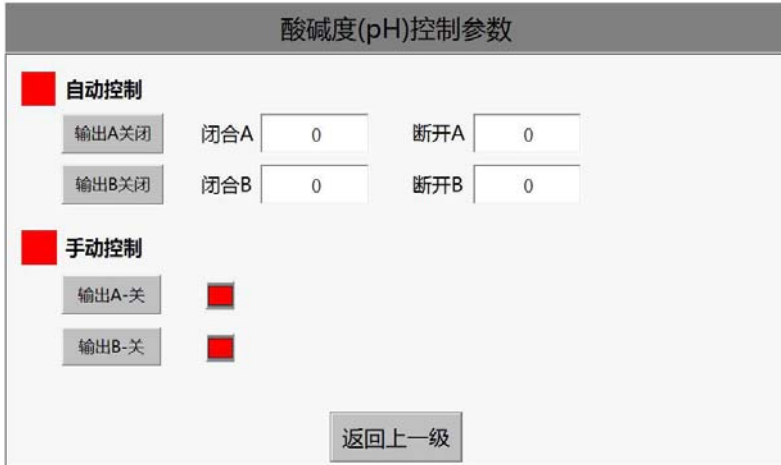 酸碱度(pH)控制参数
自动控制
输出A关闭 闭合A 0 断开A 0
输出B关闭 闭合B 0 断开B 0
手动控制
输出A-关
输出B-关
返回上一级